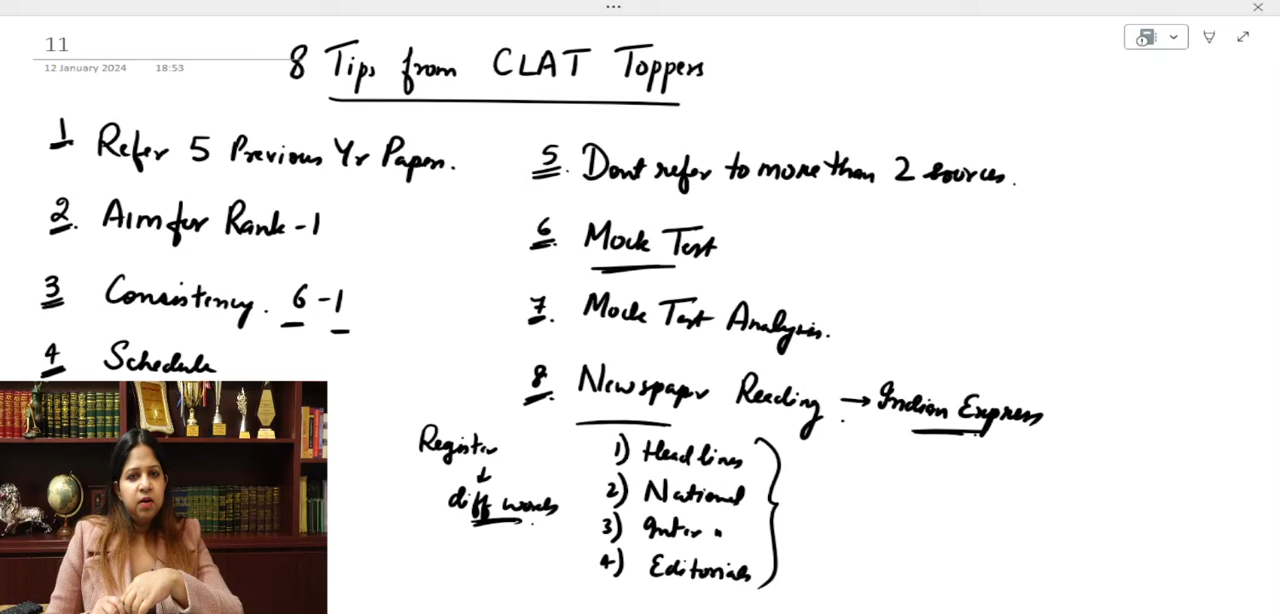 11
12 January 2024 18:53
8 Tips from CLAT Toppers
1 Refer 5 Previous Yr Papers.
2. Aim for Rank-1
3 Consistency. 6-1
4 Schedule
5. Dont refer to more than 2 sources.
6. Mock Test
7. Mock Test Analysis.
8. Newspaper Reading → Indian Express
Register
↓
diff words
1) Headlines
2) National
3) Inter "
4) Editorials